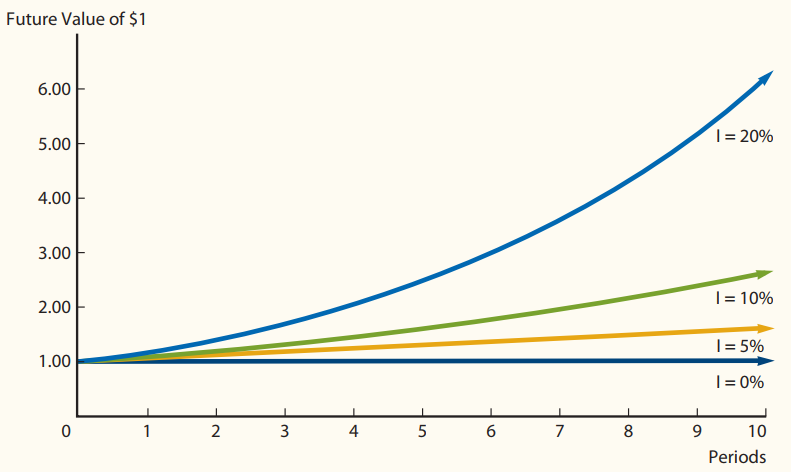 Future Value of $1
6.00
5.00
I = 20%
4.00
3.00
2.00
I = 10%
1.00
I = 5%
I = 0%
0 1 2 3 4 5 6 7 8 9 10
Periods